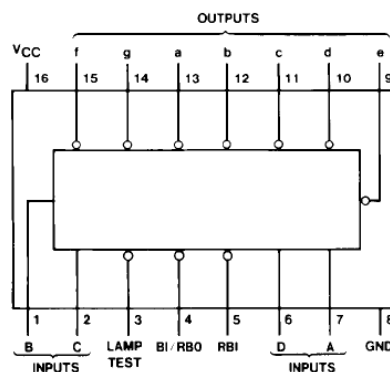 OUTPUTS
VCC f g a b c d e
16 15 14 13 12 11 10 9
1 2 3 4 5 6 7 8
B C LAMP TEST BI/RBO RBI D A GND
INPUTS INPUTS